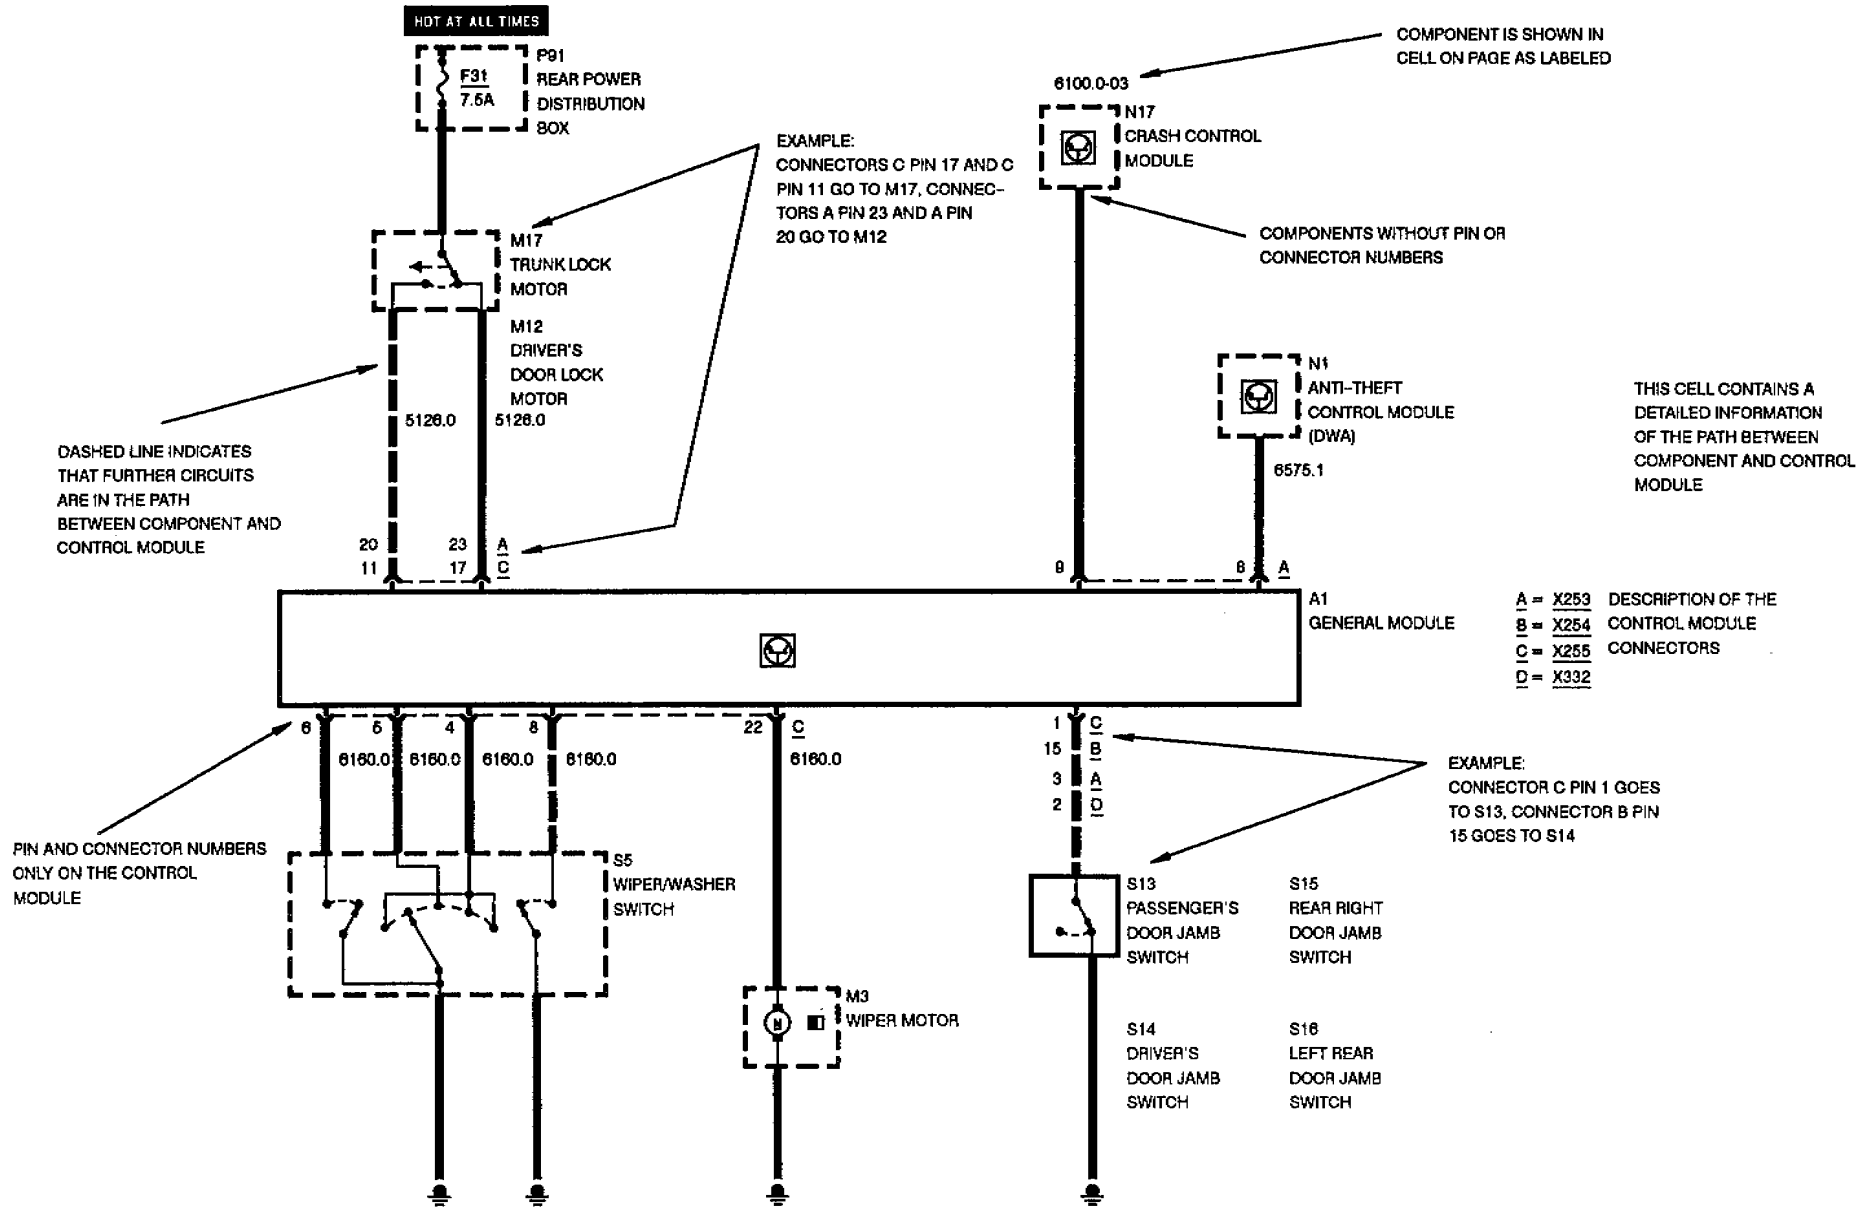 HOT AT ALL TIMES
P91
REAR POWER
DISTRIBUTION
BOX
F31
7.5A
COMPONENT IS SHOWN IN
CELL ON PAGE AS LABELED
6100.0-03
N17
CRASH CONTROL
MODULE
EXAMPLE:
CONNECTORS C PIN 17 AND C
PIN 11 GO TO M17, CONNEC-
TORS A PIN 23 AND A PIN
20 GO TO M12
COMPONENTS WITHOUT PIN OR
CONNECTOR NUMBERS
M17
TRUNK LOCK
MOTOR
M12
DRIVER'S
DOOR LOCK
MOTOR
5126.0
5126.0
N1
ANTI-THEFT
CONTROL MODULE
(DWA)
6575.1
THIS CELL CONTAINS A
DETAILED INFORMATION
OF THE PATH BETWEEN
COMPONENT AND CONTROL
MODULE
DASHED LINE INDICATES
THAT FURTHER CIRCUITS
ARE IN THE PATH
BETWEEN COMPONENT AND
CONTROL MODULE
20 23 A
11 17 C
9 8 A
A1
GENERAL MODULE
A = X253
B = X254
C = X255
D = X332
DESCRIPTION OF THE
CONTROL MODULE
CONNECTORS
6 5 4 8 22 C
6160.0 6160.0 6160.0 6160.0 6160.0
1 C
15 B
3 A
2 D
EXAMPLE:
CONNECTOR C PIN 1 GOES
TO S13, CONNECTOR B PIN
15 GOES TO S14
PIN AND CONNECTOR NUMBERS
ONLY ON THE CONTROL
MODULE
S5
WIPER/WASHER
SWITCH
M3
WIPER MOTOR
M
S13
PASSENGER'S
DOOR JAMB
SWITCH
S15
REAR RIGHT
DOOR JAMB
SWITCH
S14
DRIVER'S
DOOR JAMB
SWITCH
S16
LEFT REAR
DOOR JAMB
SWITCH